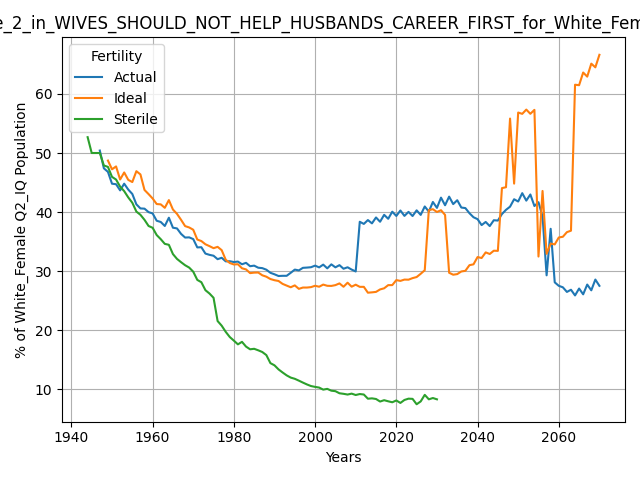 e_2_in_WIVES_SHOULD_NOT_HELP_HUSBANDS_CAREER_FIRST_for_White_Fem
Fertility
Actual
Ideal
Sterile
% of White_Female Q2_IQ Population
60
50
40
30
20
10
1940 1960 1980 2000 2020 2040 2060
Years